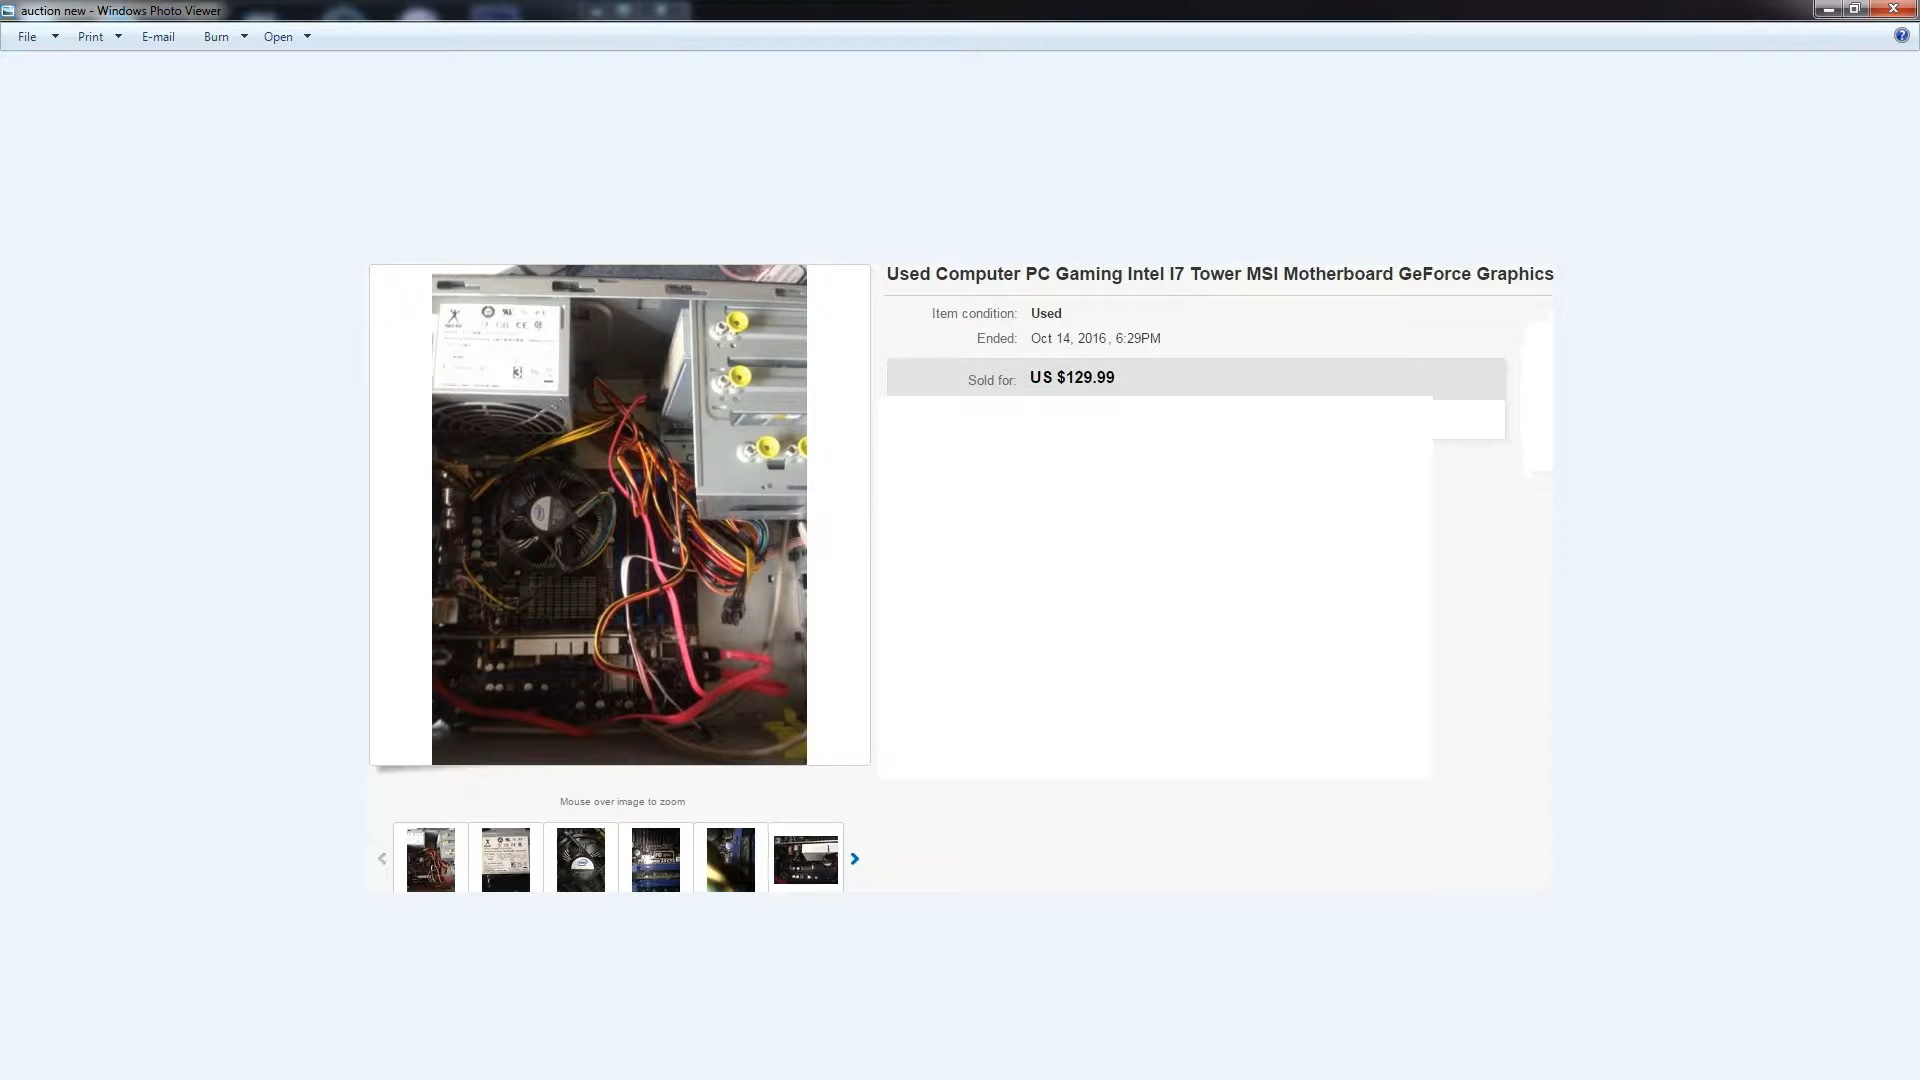 auction new - Windows Photo Viewer
File Print E-mail Burn Open
Used Computer PC Gaming Intel I7 Tower MSI Motherboard GeForce Graphics
Item condition: Used
Ended: Oct 14, 2016 , 6:29PM
Sold for: US $129.99
Mouse over image to zoom